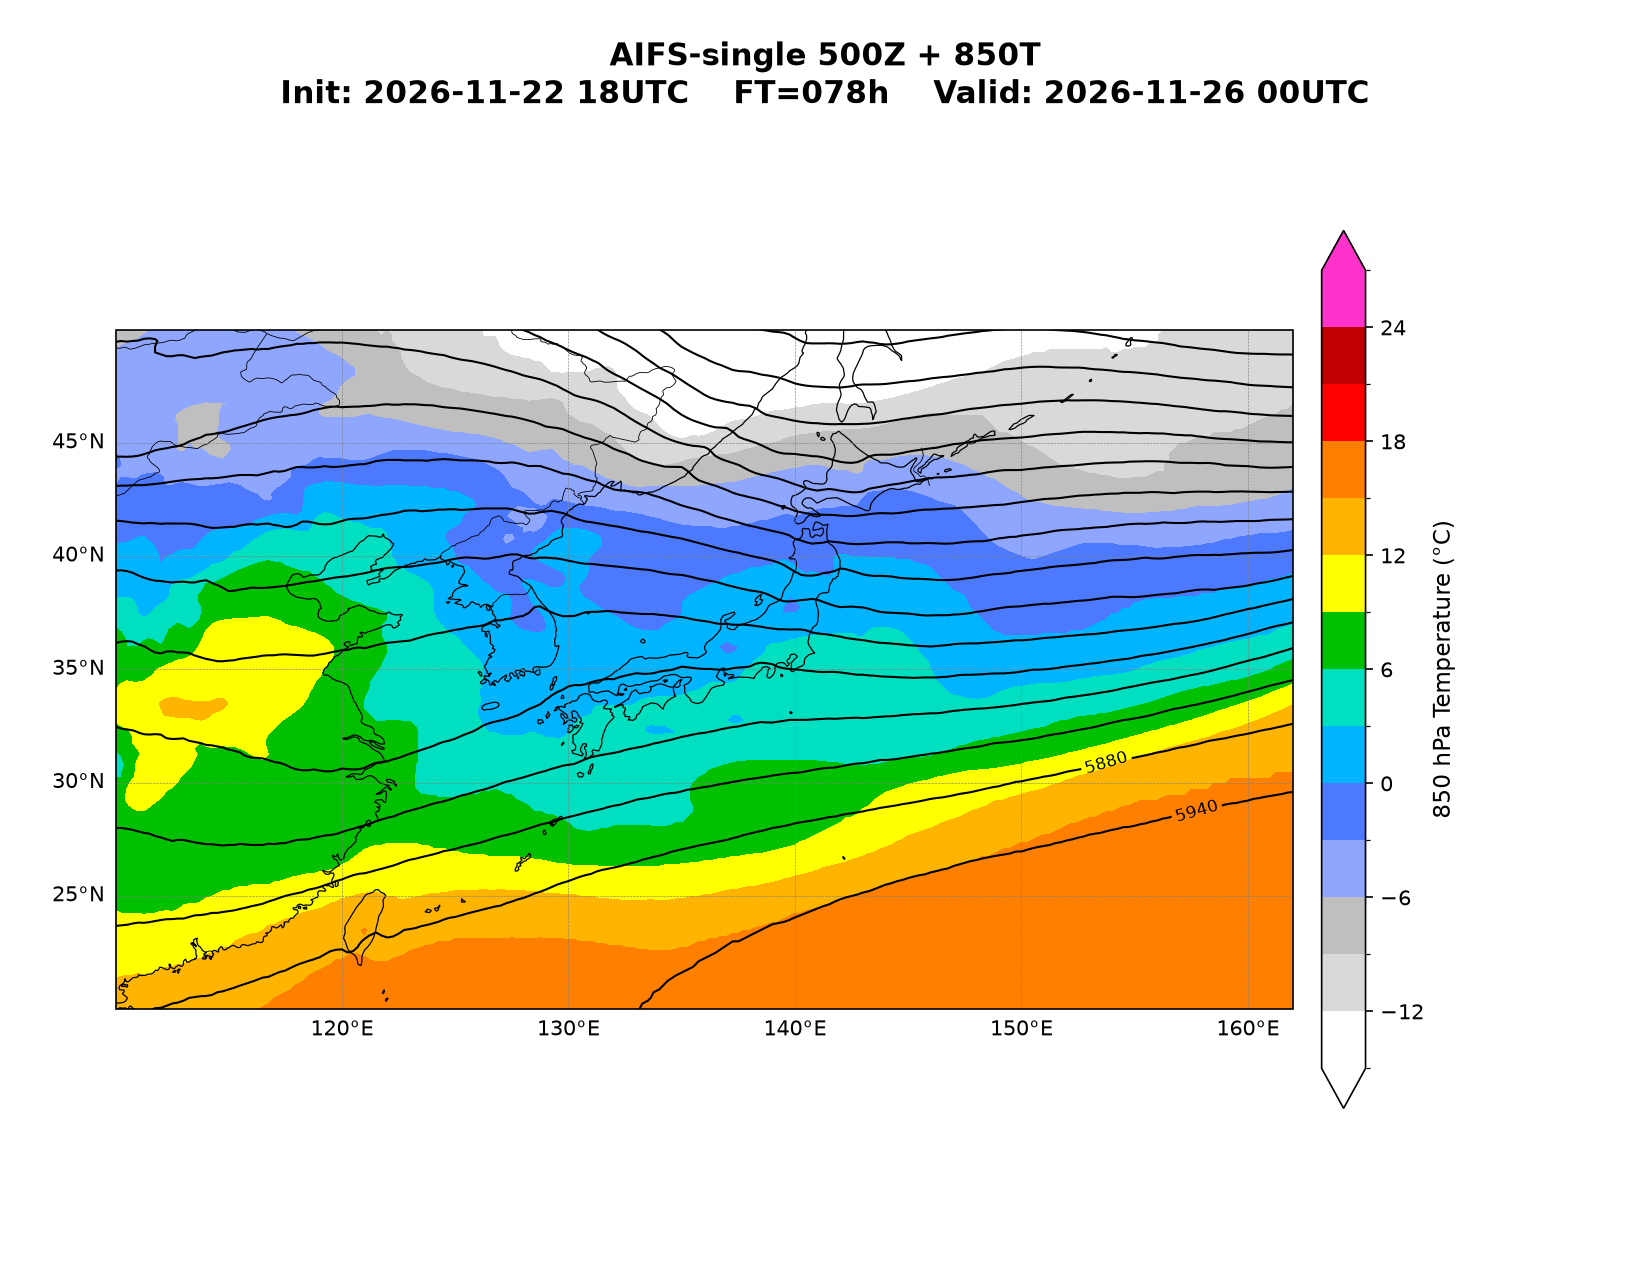 AIFS-single 500Z + 850T
Init: 2026-11-22 18UTC    FT=078h    Valid: 2026-11-26 00UTC
45°N
40°N
35°N
30°N
25°N
120°E
130°E
140°E
150°E
160°E
5880
5940
24
18
12
6
0
−6
−12
850 hPa Temperature (°C)